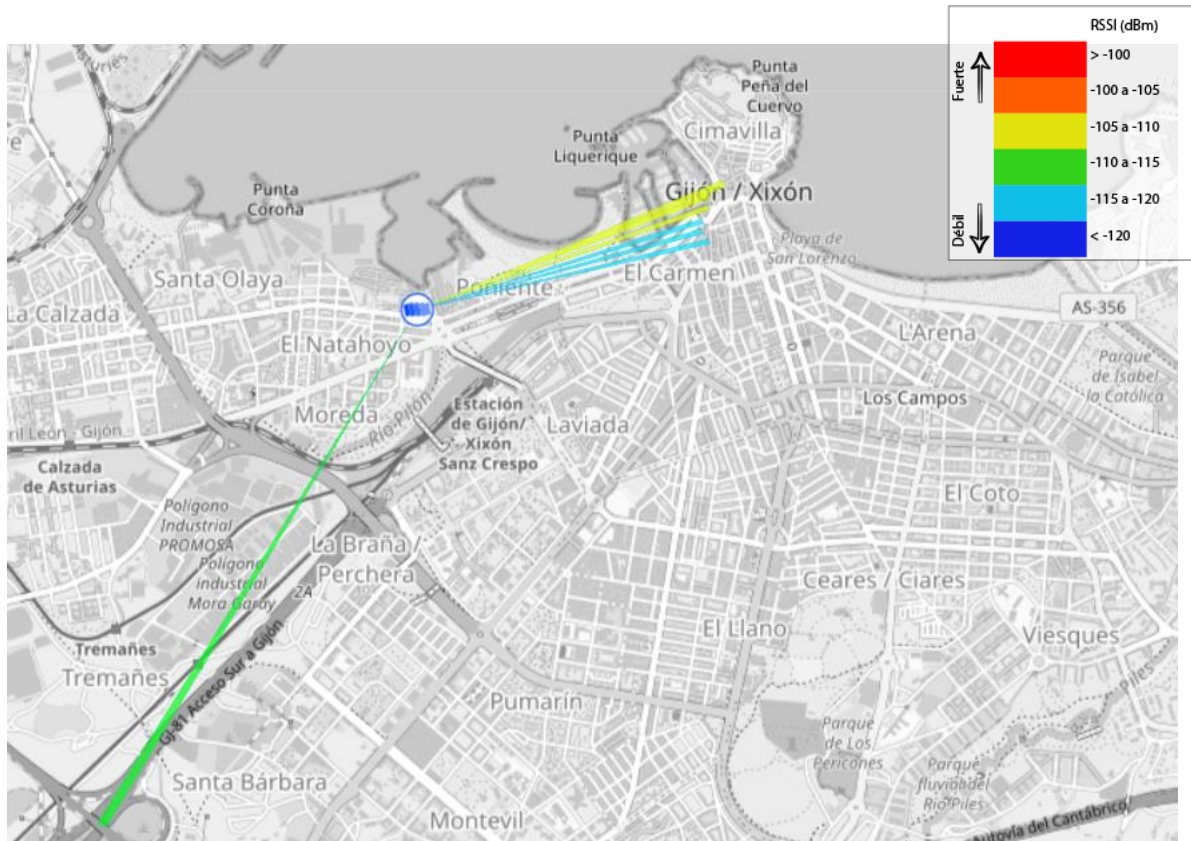 RSSI (dBm)
> -100
-100 a -105
-105 a -110
-110 a -115
-115 a -120
< -120
Fuerte
Débil
Punta
Peña del
Cuervo
Cimavilla
Punta
Liquerique
Gijón / Xixón
Punta
Coroña
Playa de
San Lorenzo
Santa Olaya
Poniente
El Carmen
La Calzada
AS-356
El Natahoyo
L'Arena
Parque
de Isabel
la Católica
Moreda
Río Pilón
Estación
de Gijón/
Xixón
Sanz Crespo
Laviada
Los Campos
ril León - Gijón
Calzada
de Asturias
El Coto
Polígono
Industrial
PROMOSA
Polígono
industrial
Mora Garay
La Braña /
Perchera
ZA
Ceares / Ciares
El Llano
Viesques
Tremañes
Tremañes
GJ-81 Acceso Sur a Gijón
Piles
Pumarín
Parque
de Los
Pericones
Santa Bárbara
Parque
fluvial del
Río Piles
Montevil
Autovía del Cantábrico